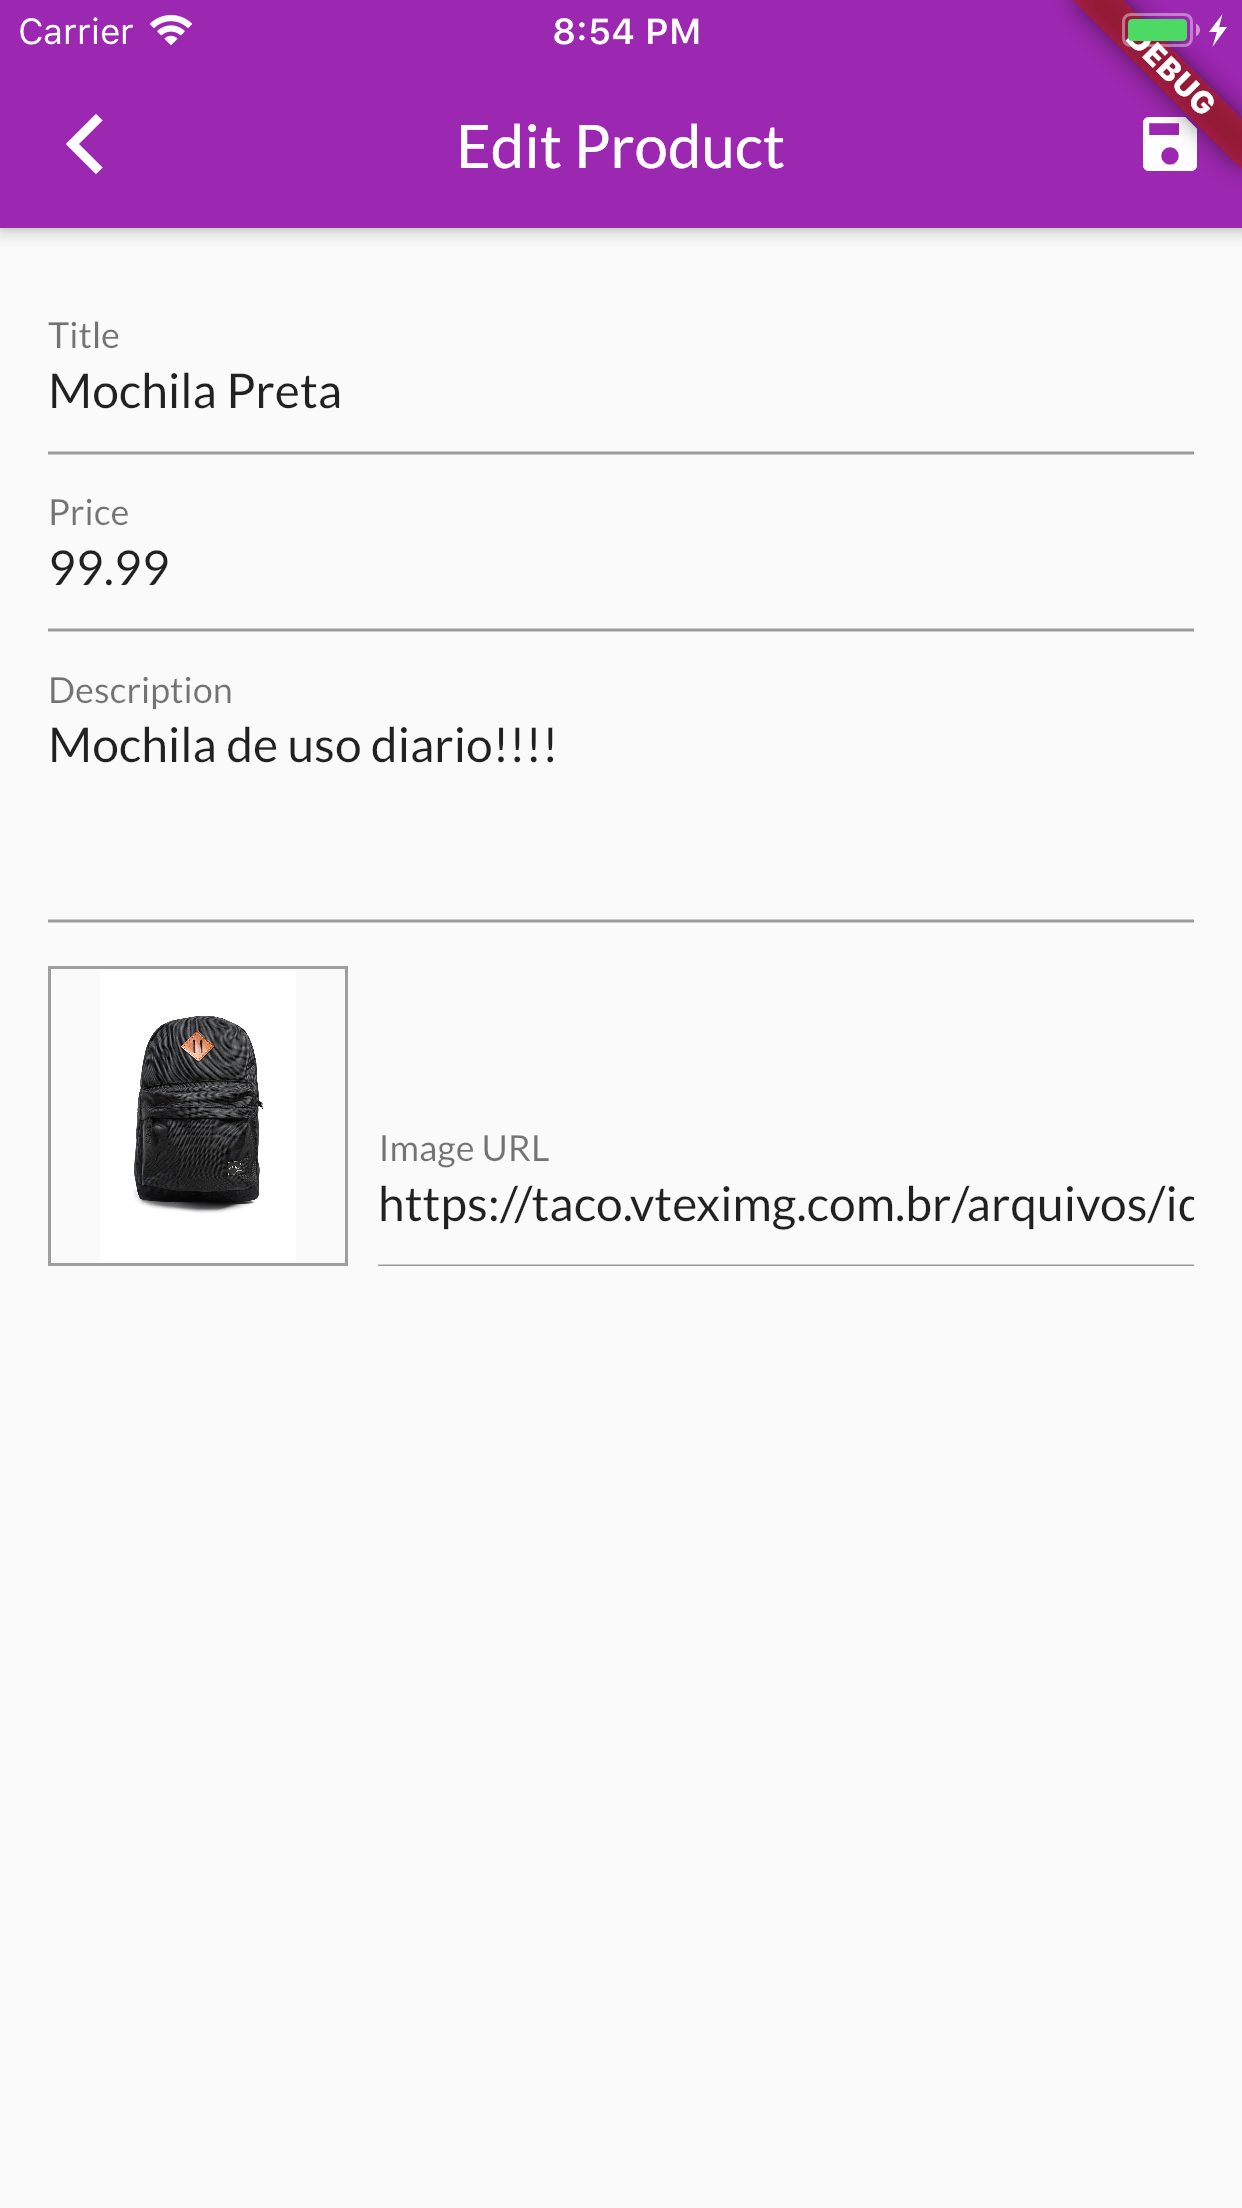 Carrier 8:54 PM
DEBUG
Edit Product
Title
Mochila Preta
Price
99.99
Description
Mochila de uso diario!!!!
Image URL
https://taco.vteximg.com.br/arquivos/ic